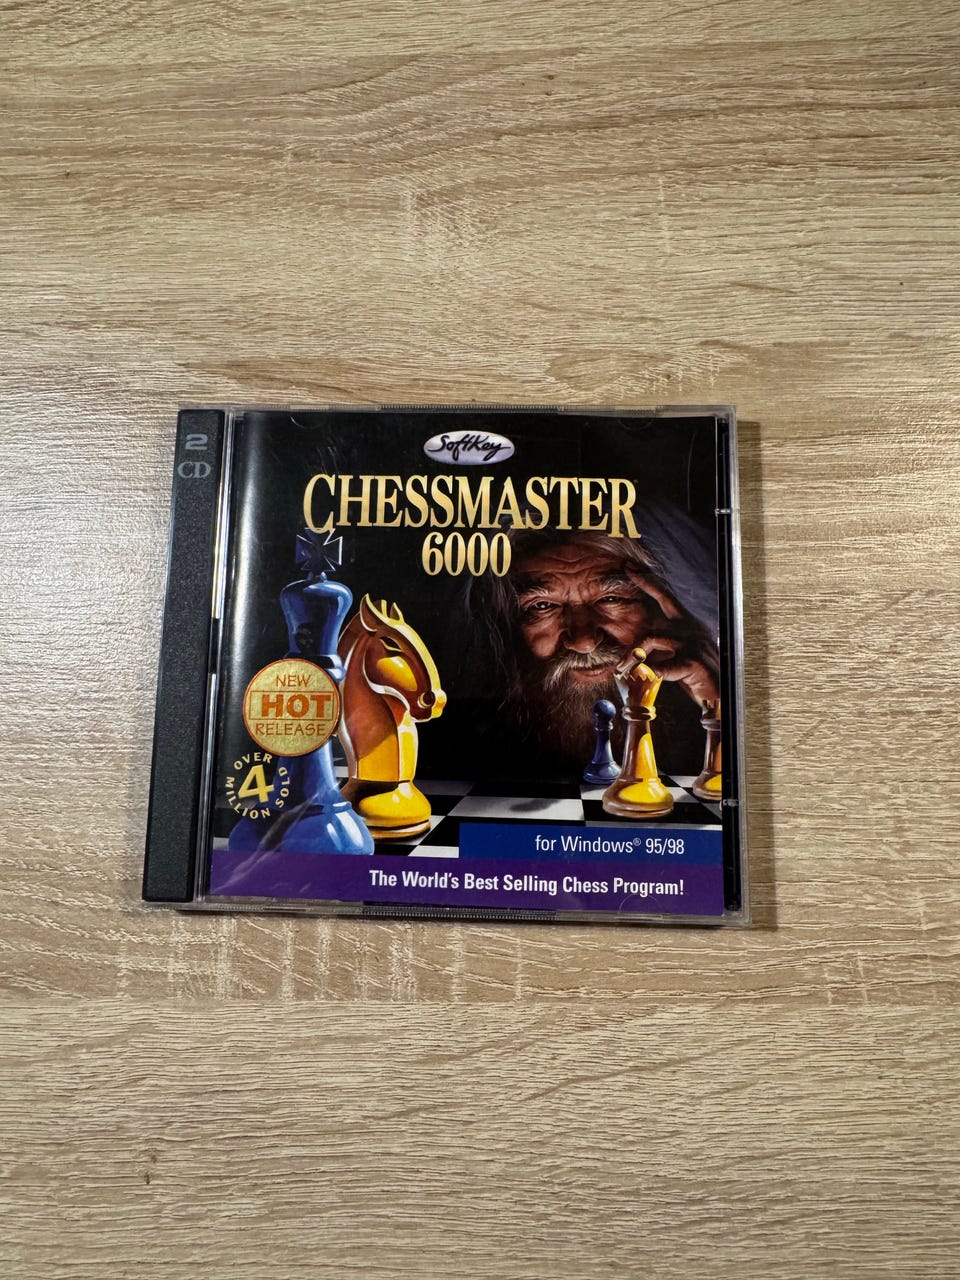 2
CD
SoftKey
CHESSMASTER
6000
NEW
HOT
RELEASE
OVER
4
MILLION SOLD
for Windows® 95/98
The World's Best Selling Chess Program!